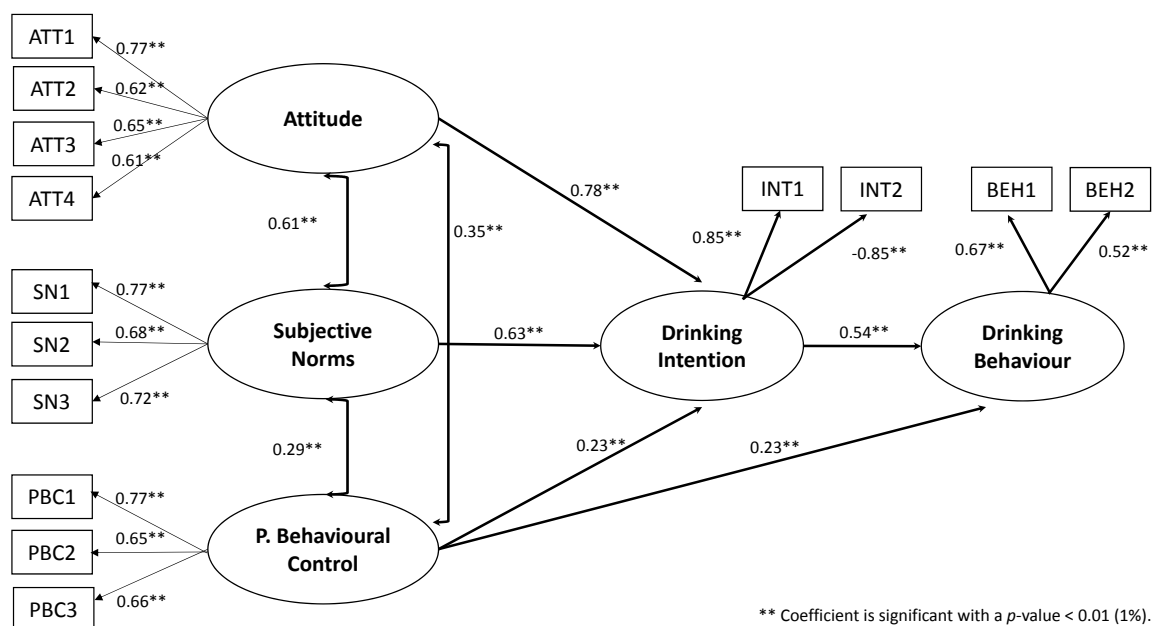 ATT1
0.77**
ATT2
0.62**
ATT3
0.65**
ATT4
0.61**
Attitude
0.78**
INT1
INT2
BEH1
BEH2
0.61**
0.35**
0.85**
-0.85**
0.67**
0.52**
SN1
0.77**
SN2
0.68**
SN3
0.72**
Subjective
Norms
0.63**
Drinking
Intention
0.54**
Drinking
Behaviour
0.29**
0.23**
0.23**
PBC1
0.77**
PBC2
0.65**
PBC3
0.66**
P. Behavioural
Control
** Coefficient is significant with a p-value < 0.01 (1%).